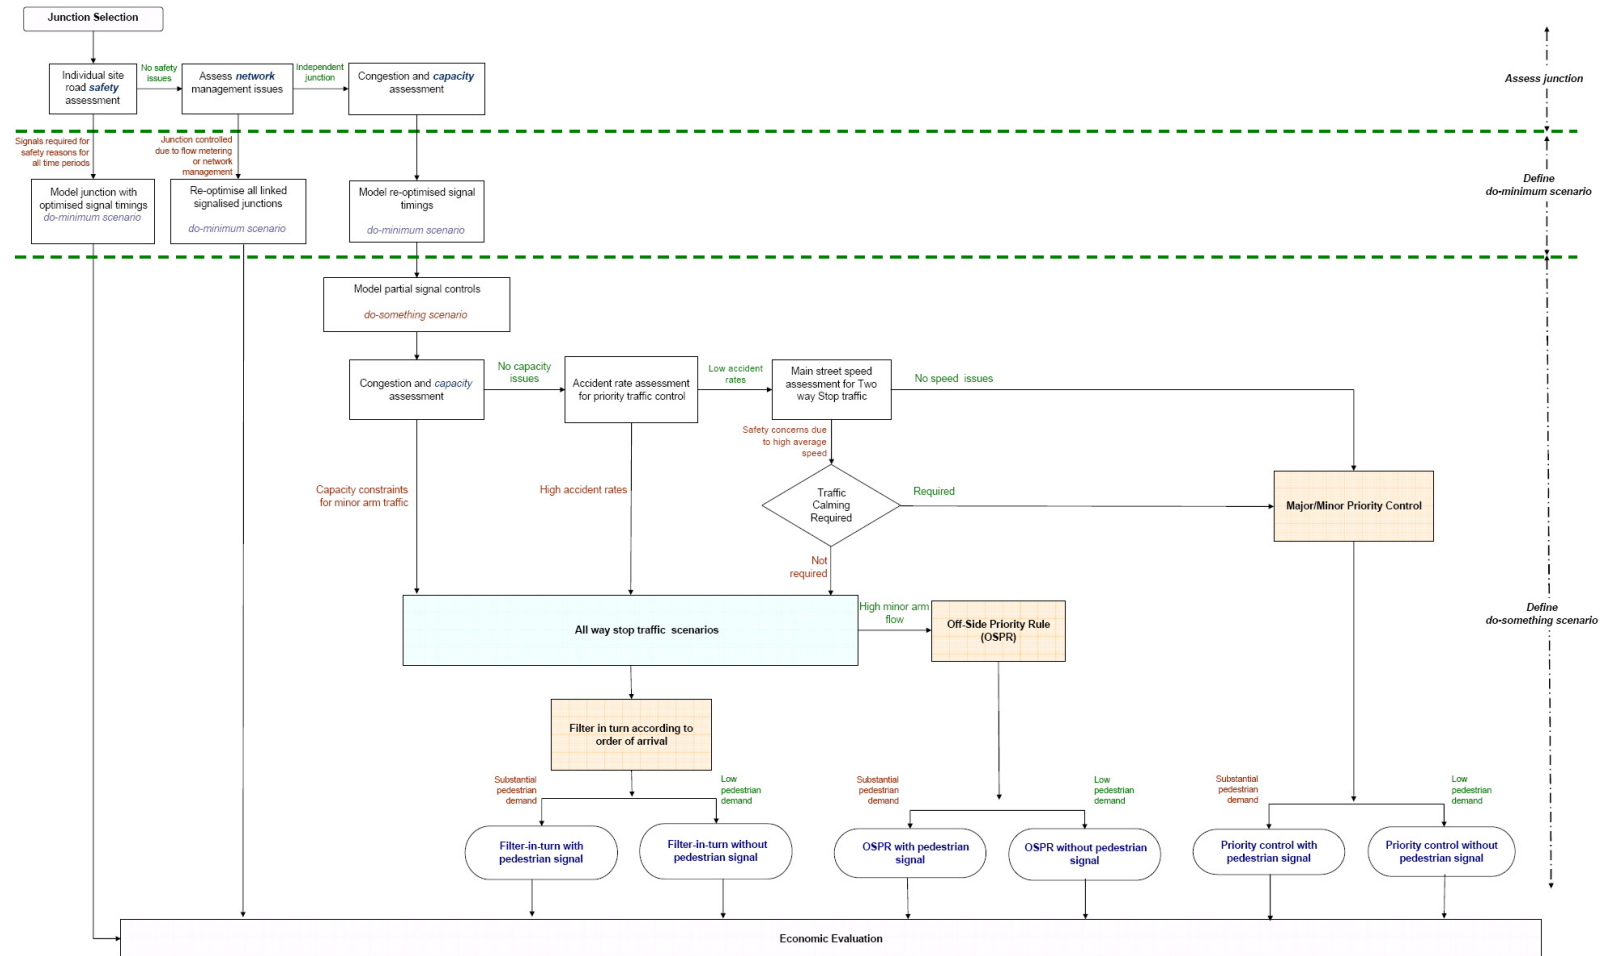 Junction Selection
Individual site
road safety
assessment
No safety
issues
Assess network
management issues
Independent
junction
Congestion and capacity
assessment
Assess junction
Signals required for
safety reasons for
all time periods
Junction controlled
due to flow metering
or network
management
Model junction with
optimised signal timings
do-minimum scenario
Re-optimise all linked
signalised junctions
do-minimum scenario
Model re-optimised signal
timings
do-minimum scenario
Define
do-minimum scenario
Model partial signal controls
do-something scenario
Congestion and capacity
assessment
No capacity
issues
Accident rate assessment
for priority traffic control
Low accident
rates
Main street speed
assessment for Two
way Stop traffic
No speed issues
Safety concerns due
to high average
speed
Capacity constraints
for minor arm traffic
High accident rates
Traffic
Calming
Required
Required
Major/Minor Priority Control
Not
required
All way stop traffic scenarios
High minor arm
flow
Off-Side Priority Rule
(OSPR)
Define
do-something scenario
Filter in turn according to
order of arrival
Substantial
pedestrian
demand
Low
pedestrian
demand
Substantial
pedestrian
demand
Low
pedestrian
demand
Substantial
pedestrian
demand
Low
pedestrian
demand
Filter-in-turn with
pedestrian signal
Filter-in-turn without
pedestrian signal
OSPR with pedestrian
signal
OSPR without pedestrian
signal
Priority control with
pedestrian signal
Priority control without
pedestrian signal
Economic Evaluation